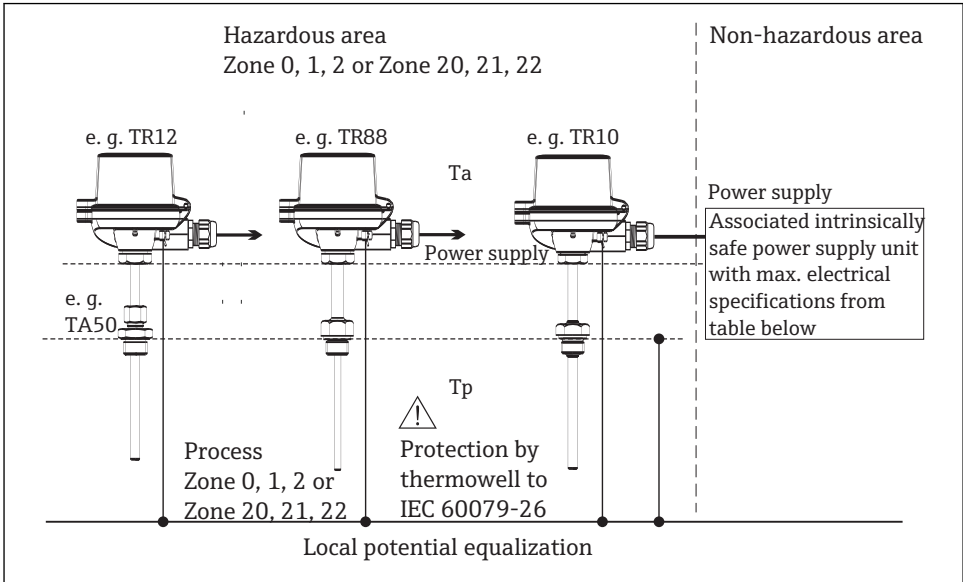 Hazardous area
Zone 0, 1, 2 or Zone 20, 21, 22
Non-hazardous area
e. g. TR12
e. g. TR88
e. g. TR10
Ta
Power supply
Power supply
Associated intrinsically
safe power supply unit
with max. electrical
specifications from
table below
e. g.
TA50
Tp
Process
Zone 0, 1, 2 or
Zone 20, 21, 22
Protection by
thermowell to
IEC 60079-26
Local potential equalization